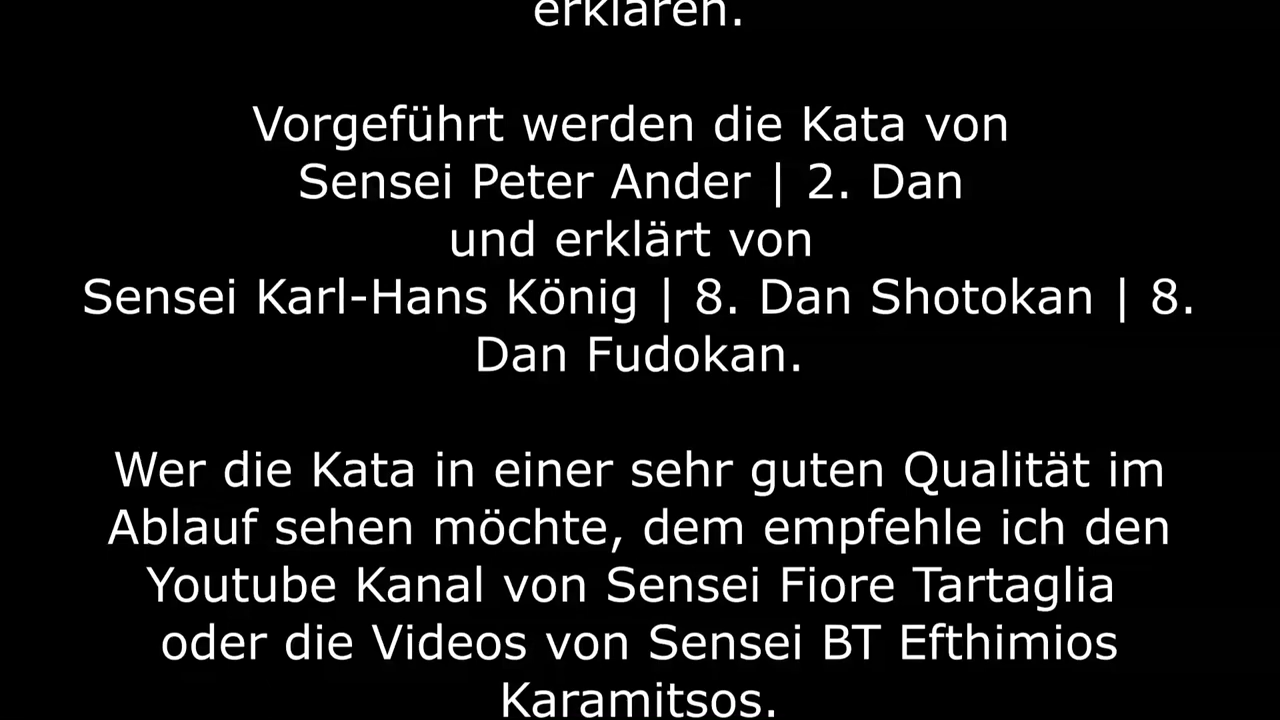 erklären.
Vorgeführt werden die Kata von
Sensei Peter Ander | 2. Dan
und erklärt von
Sensei Karl-Hans König | 8. Dan Shotokan | 8.
Dan Fudokan.
Wer die Kata in einer sehr guten Qualität im
Ablauf sehen möchte, dem empfehle ich den
Youtube Kanal von Sensei Fiore Tartaglia
oder die Videos von Sensei BT Efthimios
Karamitsos.